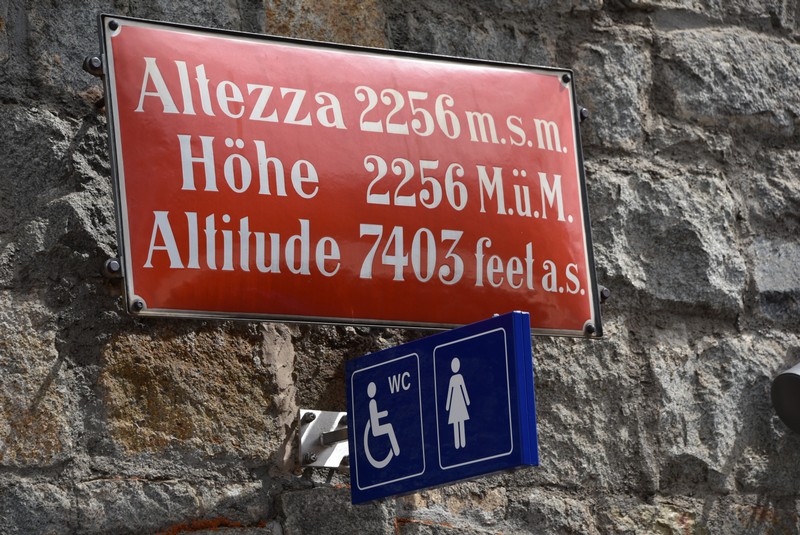 Altezza 2256 m.s.m.
Höhe 2256 M.ü.M.
Altitude 7403 feet a.s.
WC